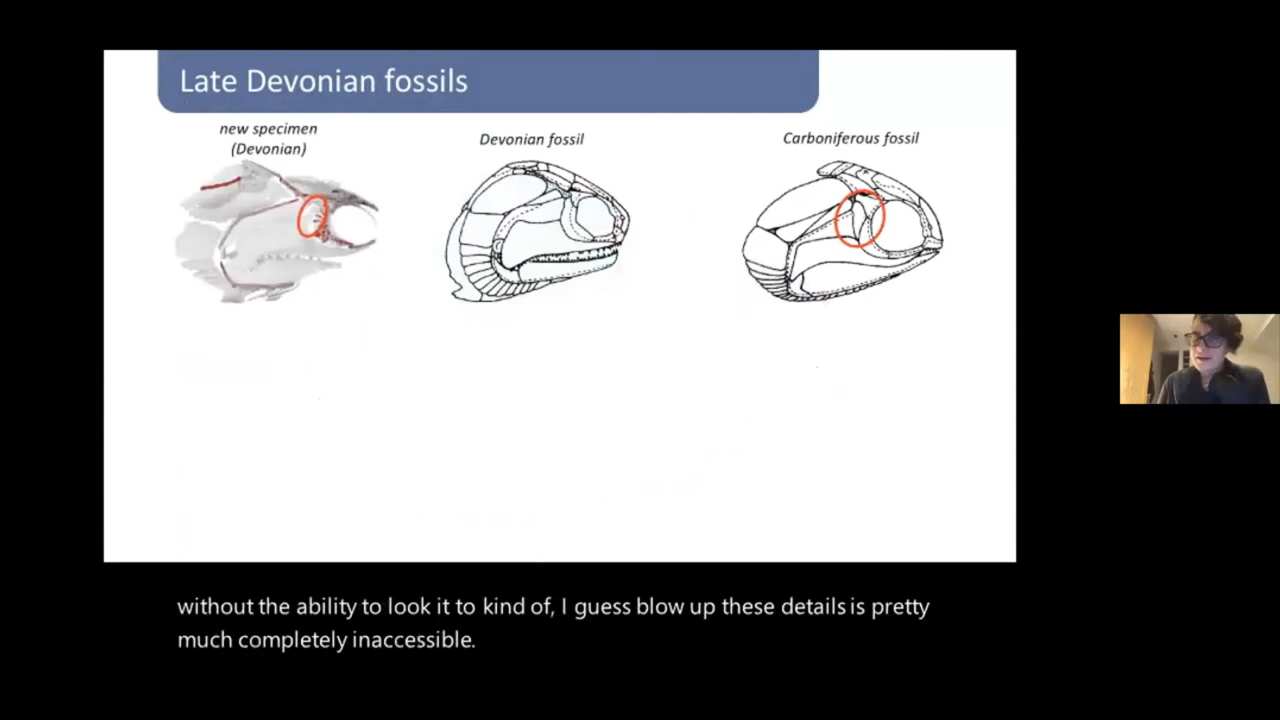 Late Devonian fossils
new specimen
(Devonian)
Devonian fossil
Carboniferous fossil
without the ability to look it to kind of, I guess blow up these details is pretty
much completely inaccessible.